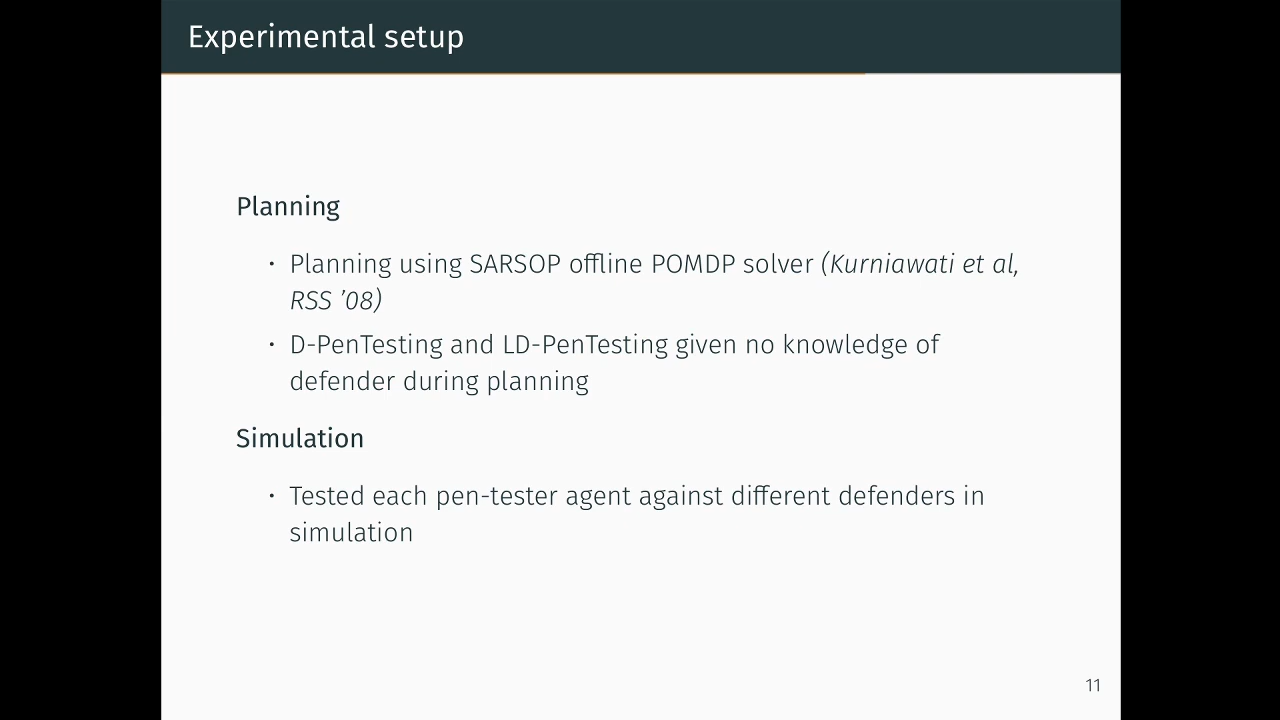 Experimental setup
Planning
• Planning using SARSOP offline POMDP solver (Kurniawati et al,
RSS ’08)
• D-PenTesting and LD-PenTesting given no knowledge of
defender during planning
Simulation
• Tested each pen-tester agent against different defenders in
simulation
11